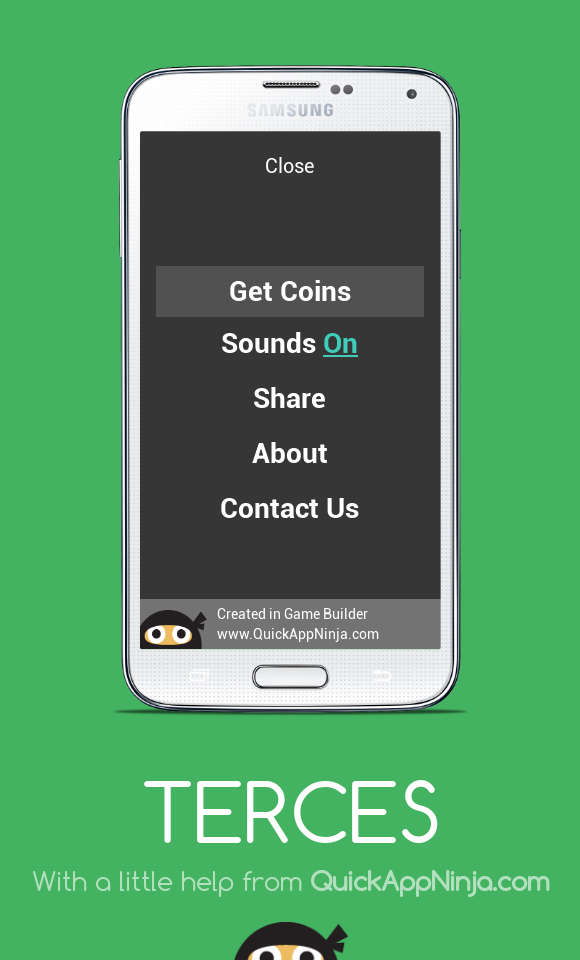 SAMSUNG
Close
Get Coins
Sounds On
Share
About
Contact Us
Created in Game Builder
www.QuickAppNinja.com
TERCES
With a little help from QuickAppNinja.com